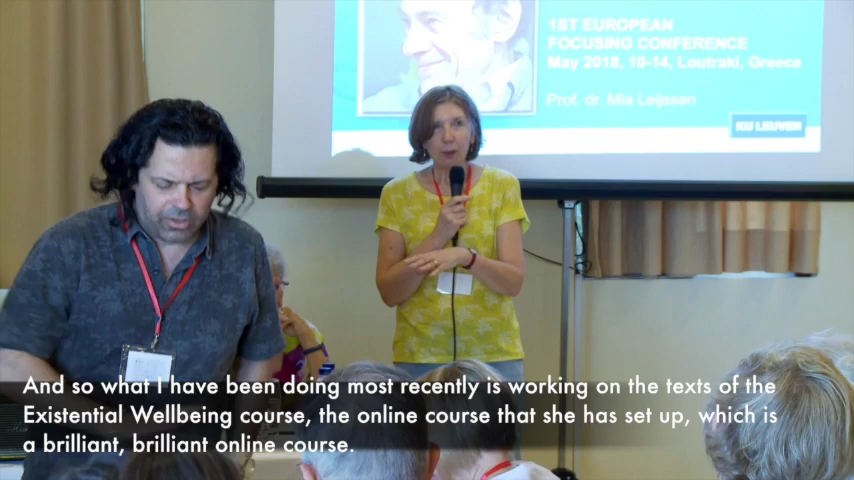 1ST EUROPEAN
FOCUSING CONFERENCE
May 2018, 10-14, Loutraki, Greece
Prof. dr. Mia Leijssen
KU LEUVEN
And so what I have been doing most recently is working on the texts of the
Existential Wellbeing course, the online course that she has set up, which is
a brilliant, brilliant online course.